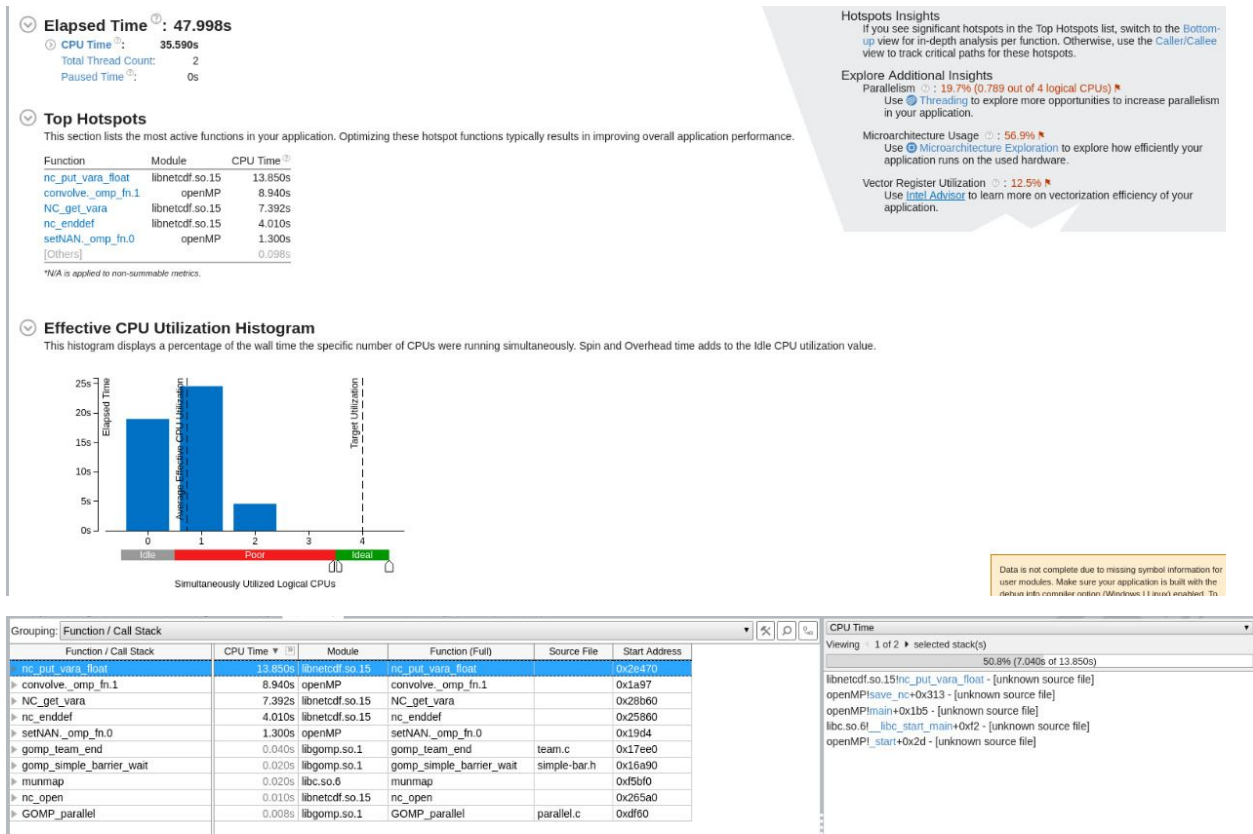 Elapsed Time ?: 47.998s
CPU Time ?: 35.590s
Total Thread Count: 2
Paused Time ?: 0s
Top Hotspots
This section lists the most active functions in your application. Optimizing these hotspot functions typically results in improving overall application performance.
Function Module CPU Time ?
nc_put_vara_float libnetcdf.so.15 13.850s
convolve._omp_fn.1 openMP 8.940s
NC_get_vara libnetcdf.so.15 7.392s
nc_enddef libnetcdf.so.15 4.010s
setNAN._omp_fn.0 openMP 1.300s
[Others] 0.098s
*N/A is applied to non-summable metrics.
Hotspots Insights
If you see significant hotspots in the Top Hotspots list, switch to the Bottom-
up view for in-depth analysis per function. Otherwise, use the Caller/Callee
view to track critical paths for these hotspots.
Explore Additional Insights
Parallelism ? : 19.7% (0.789 out of 4 logical CPUs)
Use Threading to explore more opportunities to increase parallelism
in your application.
Microarchitecture Usage ? : 56.9%
Use Microarchitecture Exploration to explore how efficiently your
application runs on the used hardware.
Vector Register Utilization ? : 12.5%
Use Intel Advisor to learn more on vectorization efficiency of your
application.
Effective CPU Utilization Histogram
This histogram displays a percentage of the wall time the specific number of CPUs were running simultaneously. Spin and Overhead time adds to the Idle CPU utilization value.
25s
20s
15s
10s
5s
0s
Elapsed Time
Average Effective CPU Utilization
Target Utilization
0 1 2 3 4
Idle Poor Ideal
Simultaneously Utilized Logical CPUs
Data is not complete due to missing symbol information for
user modules. Make sure your application is built with the
debug info compiler option (Windows | Linux) enabled. To
Grouping: Function / Call Stack
Function / Call Stack CPU Time Module Function (Full) Source File Start Address
nc_put_vara_float 13.850s libnetcdf.so.15 nc_put_vara_float 0x2e470
convolve._omp_fn.1 8.940s openMP convolve._omp_fn.1 0x1a97
NC_get_vara 7.392s libnetcdf.so.15 NC_get_vara 0x28b60
nc_enddef 4.010s libnetcdf.so.15 nc_enddef 0x25860
setNAN._omp_fn.0 1.300s openMP setNAN._omp_fn.0 0x19d4
gomp_team_end 0.040s libgomp.so.1 gomp_team_end team.c 0x17ee0
gomp_simple_barrier_wait 0.020s libgomp.so.1 gomp_simple_barrier_wait simple-bar.h 0x16a90
munmap 0.020s libc.so.6 munmap 0xf5bf0
nc_open 0.010s libnetcdf.so.15 nc_open 0x265a0
GOMP_parallel 0.008s libgomp.so.1 GOMP_parallel parallel.c 0xdf60
CPU Time
Viewing 1 of 2 selected stack(s)
50.8% (7.040s of 13.850s)
libnetcdf.so.15!nc_put_vara_float - [unknown source file]
openMP!save_nc+0x313 - [unknown source file]
openMP!main+0x1b5 - [unknown source file]
libc.so.6!__libc_start_main+0xf2 - [unknown source file]
openMP!_start+0x2d - [unknown source file]